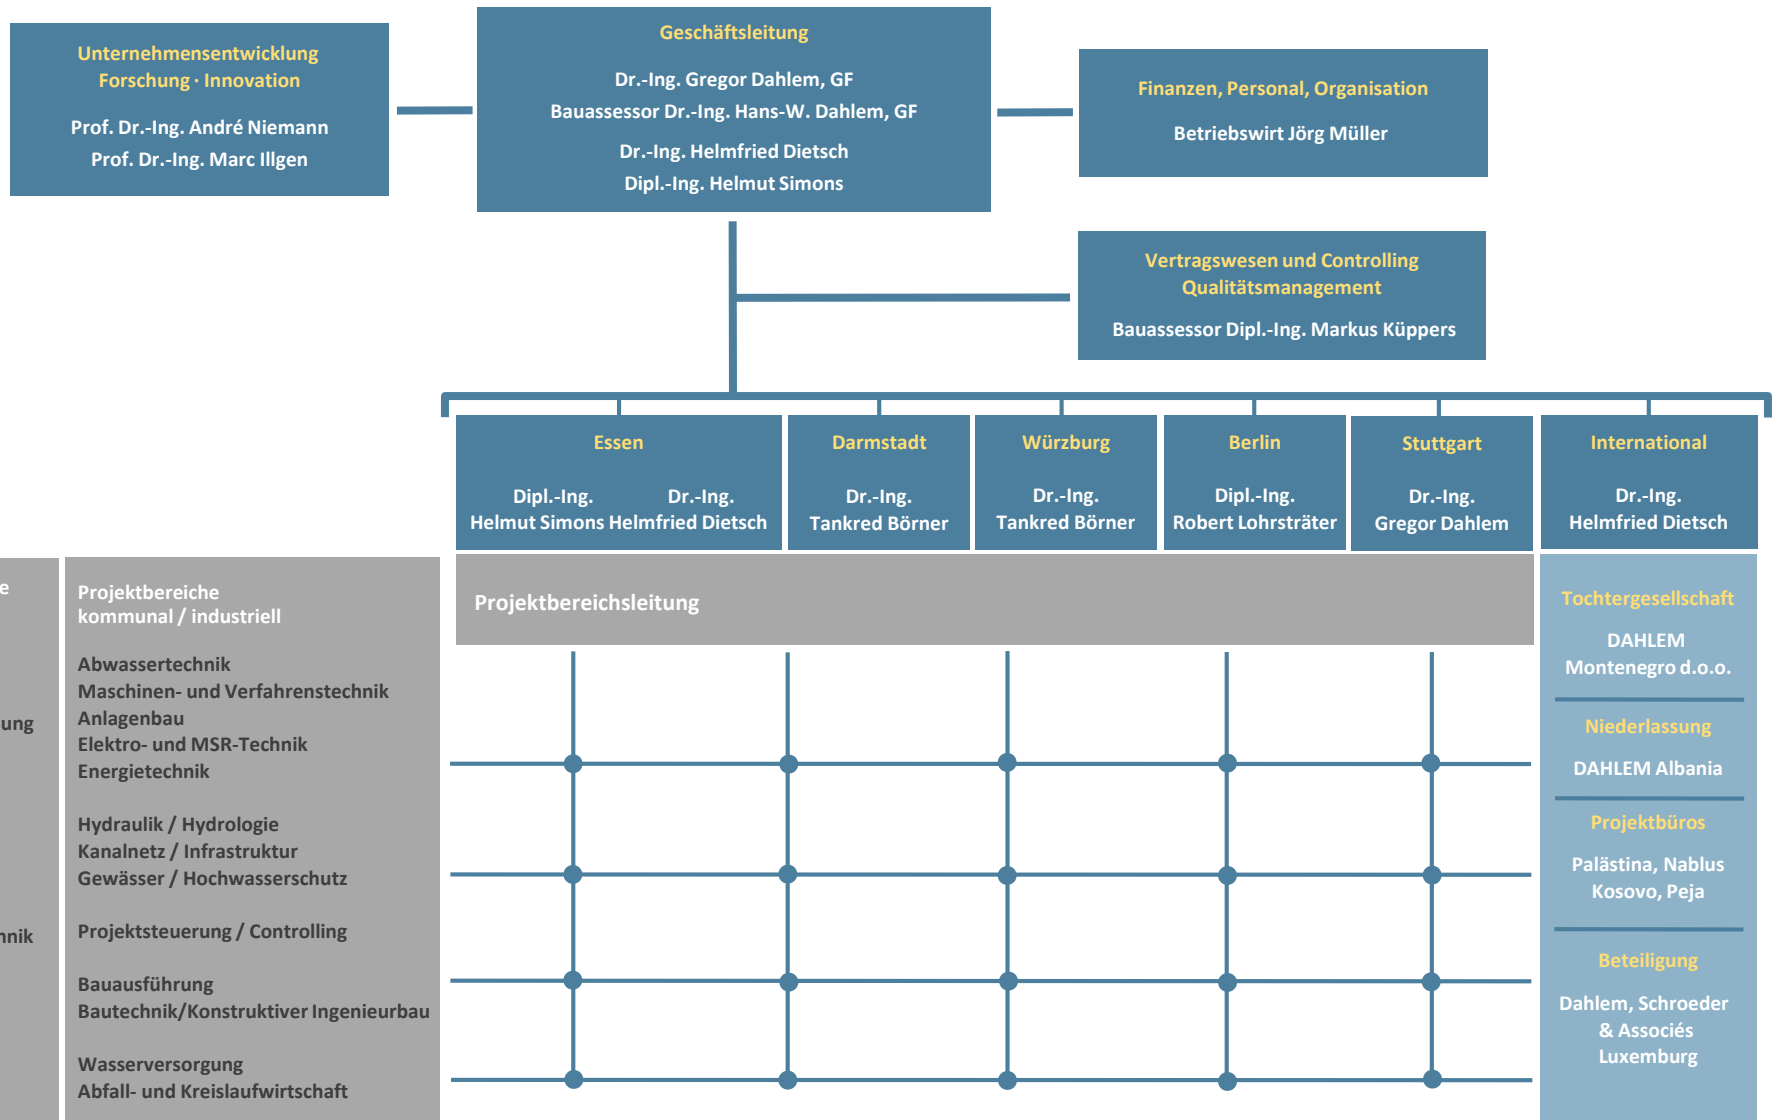 Unternehmensentwicklung
Forschung · Innovation
Prof. Dr.-Ing. André Niemann
Prof. Dr.-Ing. Marc Illgen
Geschäftsleitung
Dr.-Ing. Gregor Dahlem, GF
Bauassessor Dr.-Ing. Hans-W. Dahlem, GF
Dr.-Ing. Helmfried Dietsch
Dipl.-Ing. Helmut Simons
Finanzen, Personal, Organisation
Betriebswirt Jörg Müller
Vertragswesen und Controlling
Qualitätsmanagement
Bauassessor Dipl.-Ing. Markus Küppers
Essen
Dipl.-Ing. Dr.-Ing.
Helmut Simons Helmfried Dietsch
Darmstadt
Dr.-Ing.
Tankred Börner
Würzburg
Dr.-Ing.
Tankred Börner
Berlin
Dipl.-Ing.
Robert Lohrsträter
Stuttgart
Dr.-Ing.
Gregor Dahlem
International
Dr.-Ing.
Helmfried Dietsch
e
ung
hnik
Projektbereiche
kommunal / industriell
Abwassertechnik
Maschinen- und Verfahrenstechnik
Anlagenbau
Elektro- und MSR-Technik
Energietechnik
Hydraulik / Hydrologie
Kanalnetz / Infrastruktur
Gewässer / Hochwasserschutz
Projektsteuerung / Controlling
Bauausführung
Bautechnik/Konstruktiver Ingenieurbau
Wasserversorgung
Abfall- und Kreislaufwirtschaft
Projektbereichsleitung
Tochtergesellschaft
DAHLEM
Montenegro d.o.o.
Niederlassung
DAHLEM Albania
Projektbüros
Palästina, Nablus
Kosovo, Peja
Beteiligung
Dahlem, Schroeder
& Associés
Luxemburg